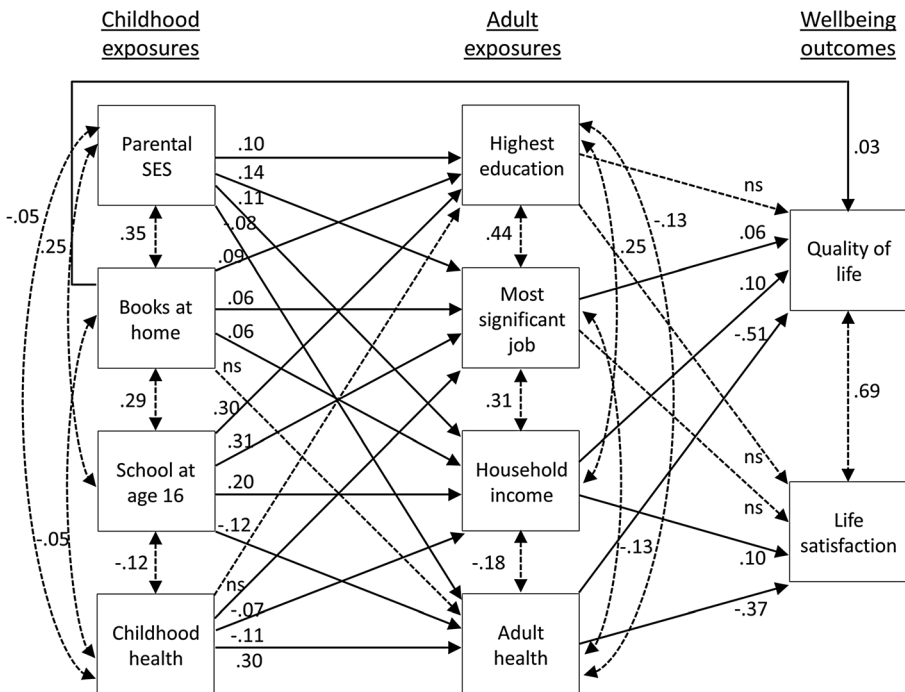 Childhood
exposures
Adult
exposures
Wellbeing
outcomes
Parental
SES
Books at
home
School at
age 16
Childhood
health
Highest
education
Most
significant
job
Household
income
Adult
health
Quality of
life
Life
satisfaction
-.05
.25
.35
.29
-.05
-.12
.10
.14
.11
-.08
.09
.06
.06
ns
.30
.31
.20
-.12
ns
-.07
-.11
.30
.44
.31
-.18
.25
-.13
-.13
ns
.03
.06
.10
-.51
.69
ns
ns
.10
-.37